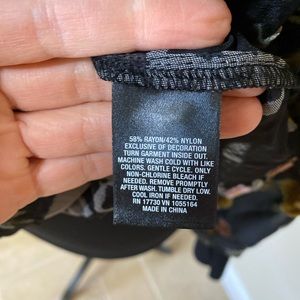 58% RAYON/42% NYLON
EXCLUSIVE OF DECORATION
TURN GARMENT INSIDE OUT.
MACHINE WASH COLD WITH LIKE
COLORS. GENTLE CYCLE. ONLY
NON-CHLORINE BLEACH IF
NEEDED. REMOVE PROMPTLY
AFTER WASH. TUMBLE DRY LOW.
COOL IRON IF NEEDED.
RN 17730 VN 1055164
MADE IN CHINA